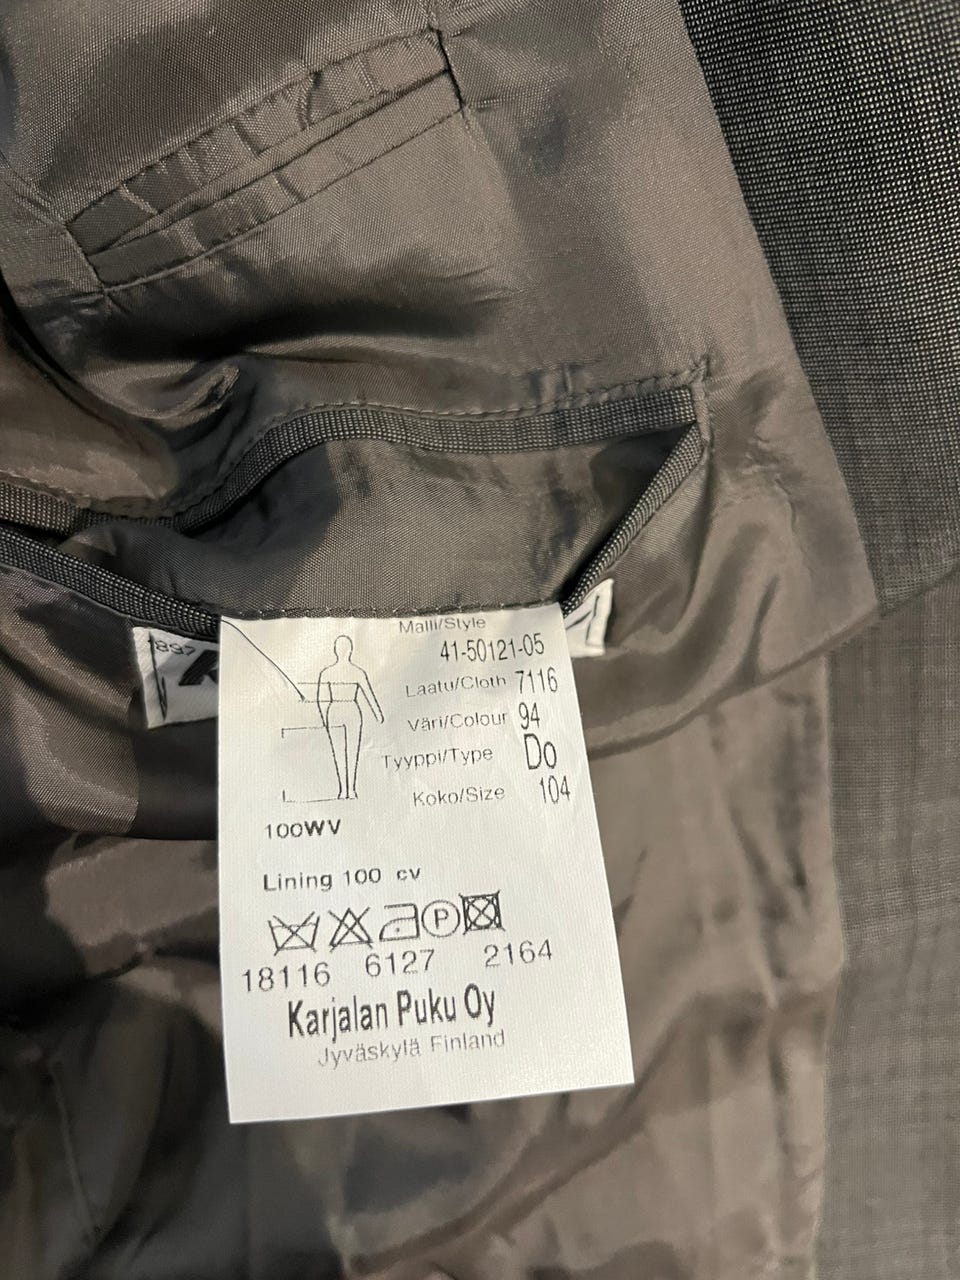 Malli/Style
41-50121-05
Laatu/Cloth 7116
Väri/Colour 94
Tyyppi/Type Do
Koko/Size 104
100WV
Lining 100 cv
P
18116 6127 2164
Karjalan Puku Oy
Jyväskylä Finland